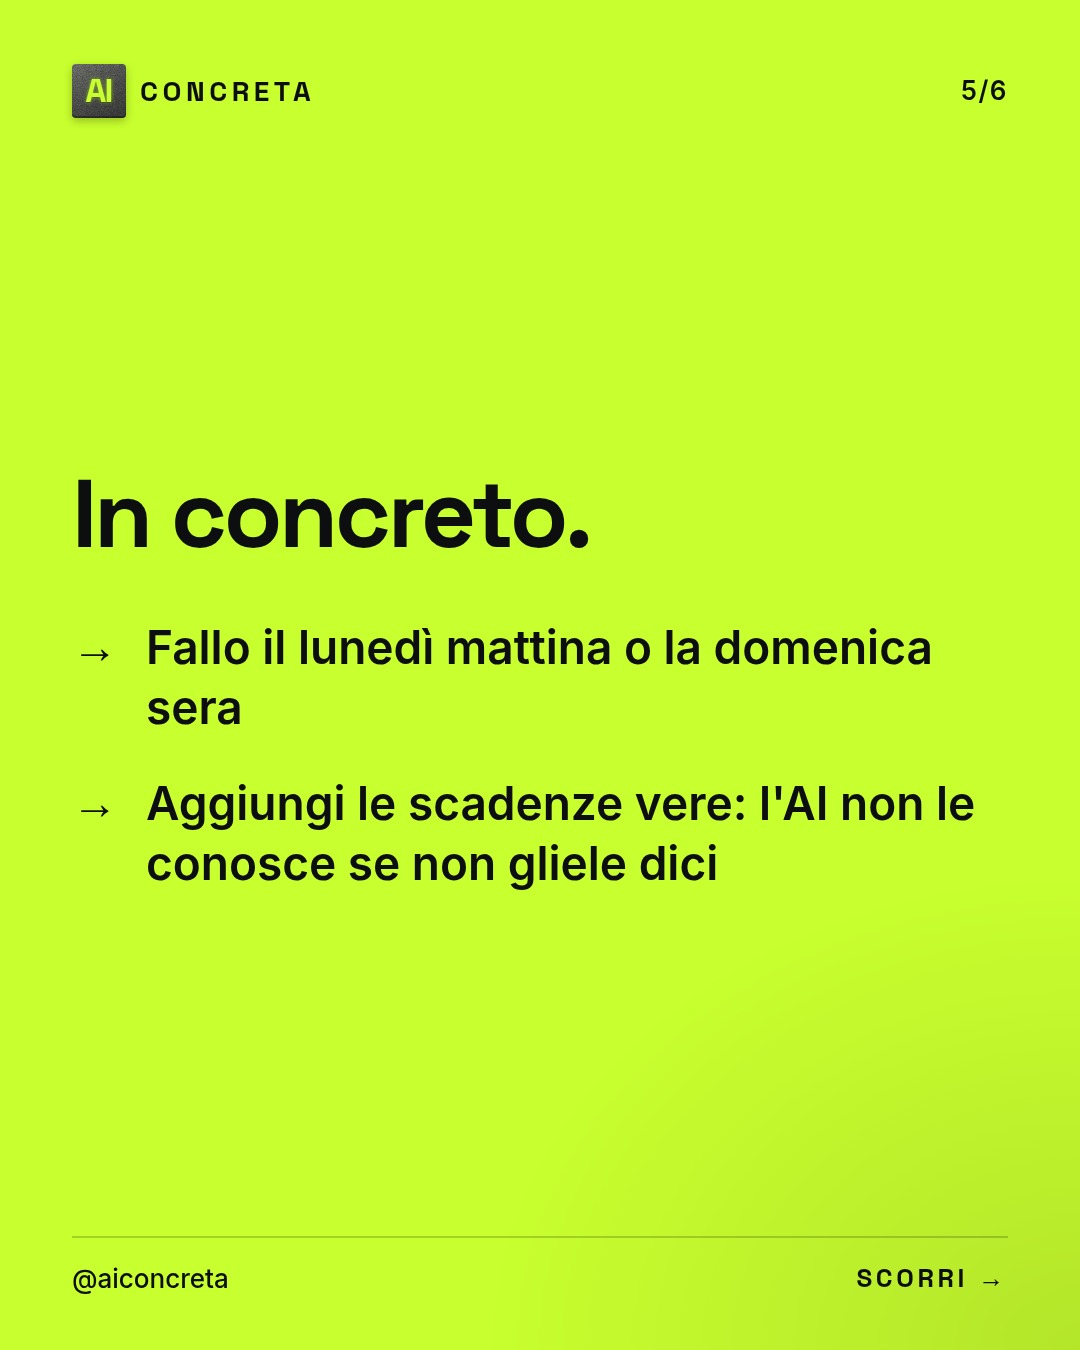 AI CONCRETA
5/6
In concreto.
→ Fallo il lunedì mattina o la domenica
sera
→ Aggiungi le scadenze vere: l'AI non le
conosce se non gliele dici
@aiconcreta
SCORRI →